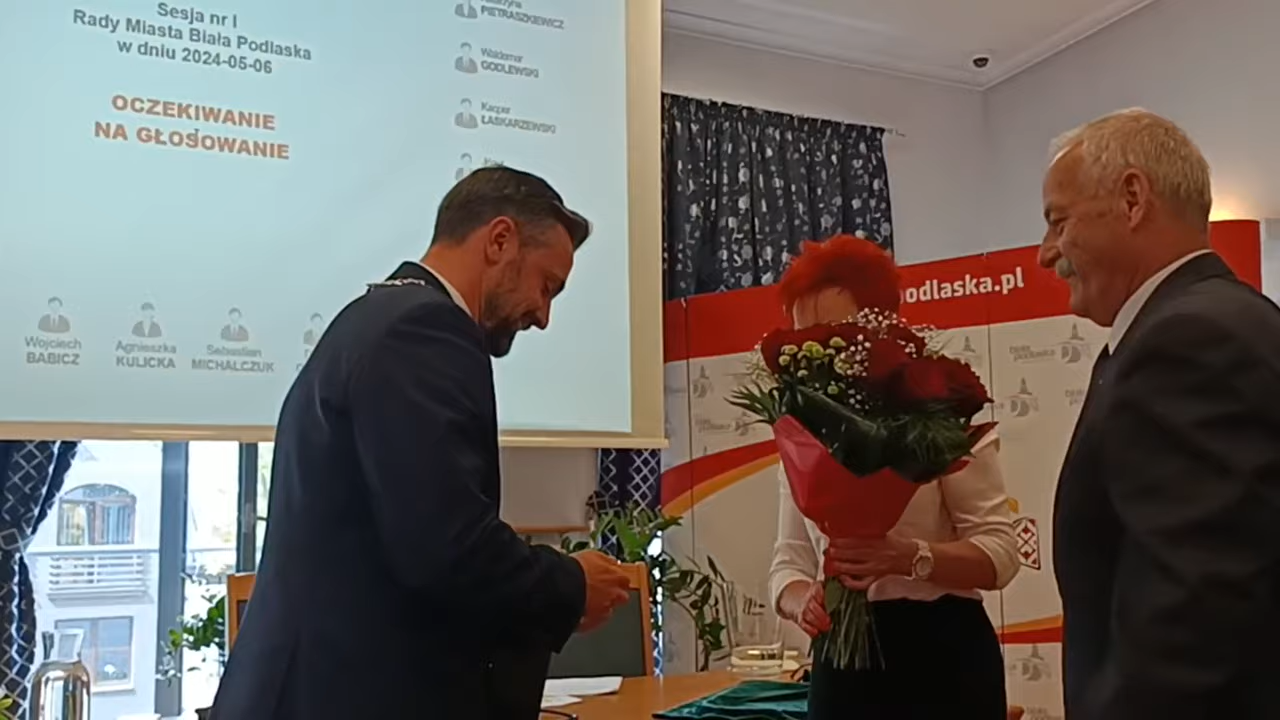 Sesja nr I
Rady Miasta Biała Podlaska
w dniu 2024-05-06
OCZEKIWANIE
NA GŁOSOWANIE
PIETRASZKIEWICZ
Waldemar
GODLEWSKI
Kacper
ŁASKARZEWSKI
Wojciech
BABICZ
Agnieszka
KULICKA
Sebastian
MICHALCZUK
podlaska.pl